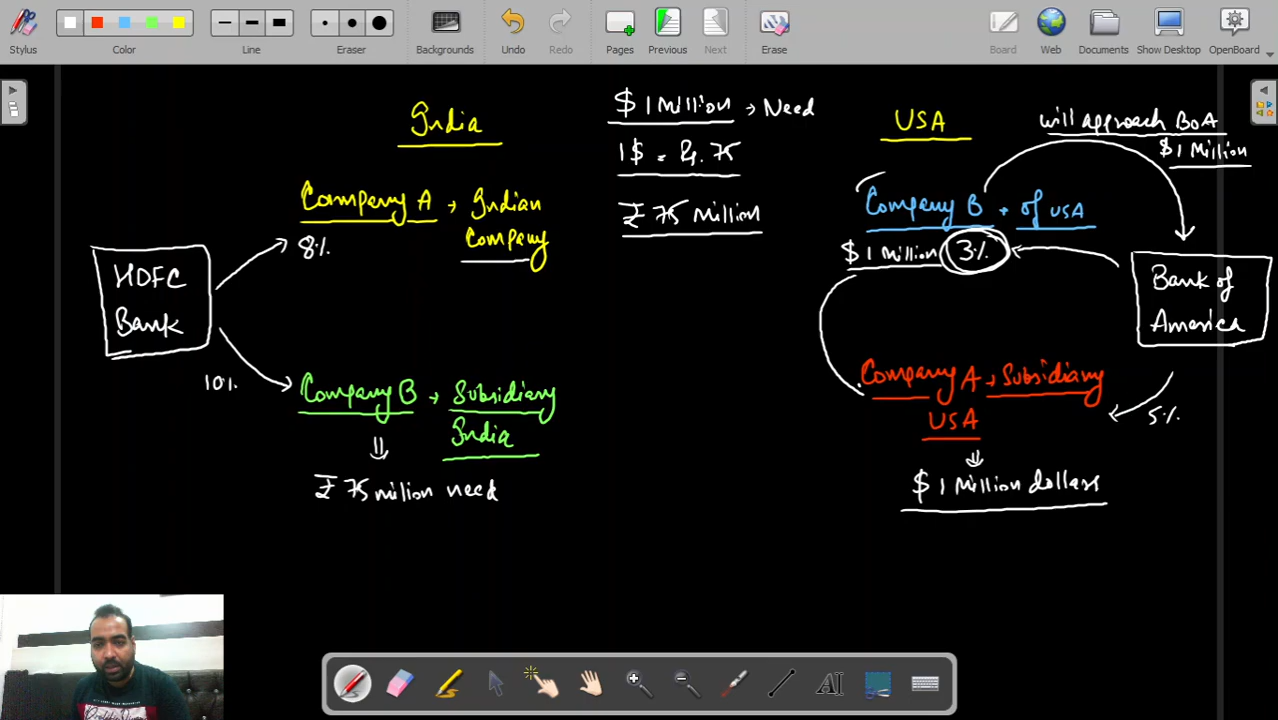 Stylus
Color
Line
Eraser
Backgrounds
Undo
Redo
Pages
Previous
Next
Erase
Board
Web
Documents
Show Desktop
OpenBoard
India
$ 1 Million → Need
1$ = Rs. 75
₹ 75 Million
USA
will approach BoA
$ 1 Million
Company A → Indian
Company
8%
HDFC
Bank
10%
Company B → Subsidiary
India
₹ 75 million need
Company B → of USA
$ 1 Million 3%
Bank of
America
Company A → Subsidiary
USA
5%
$ 1 Million dollars